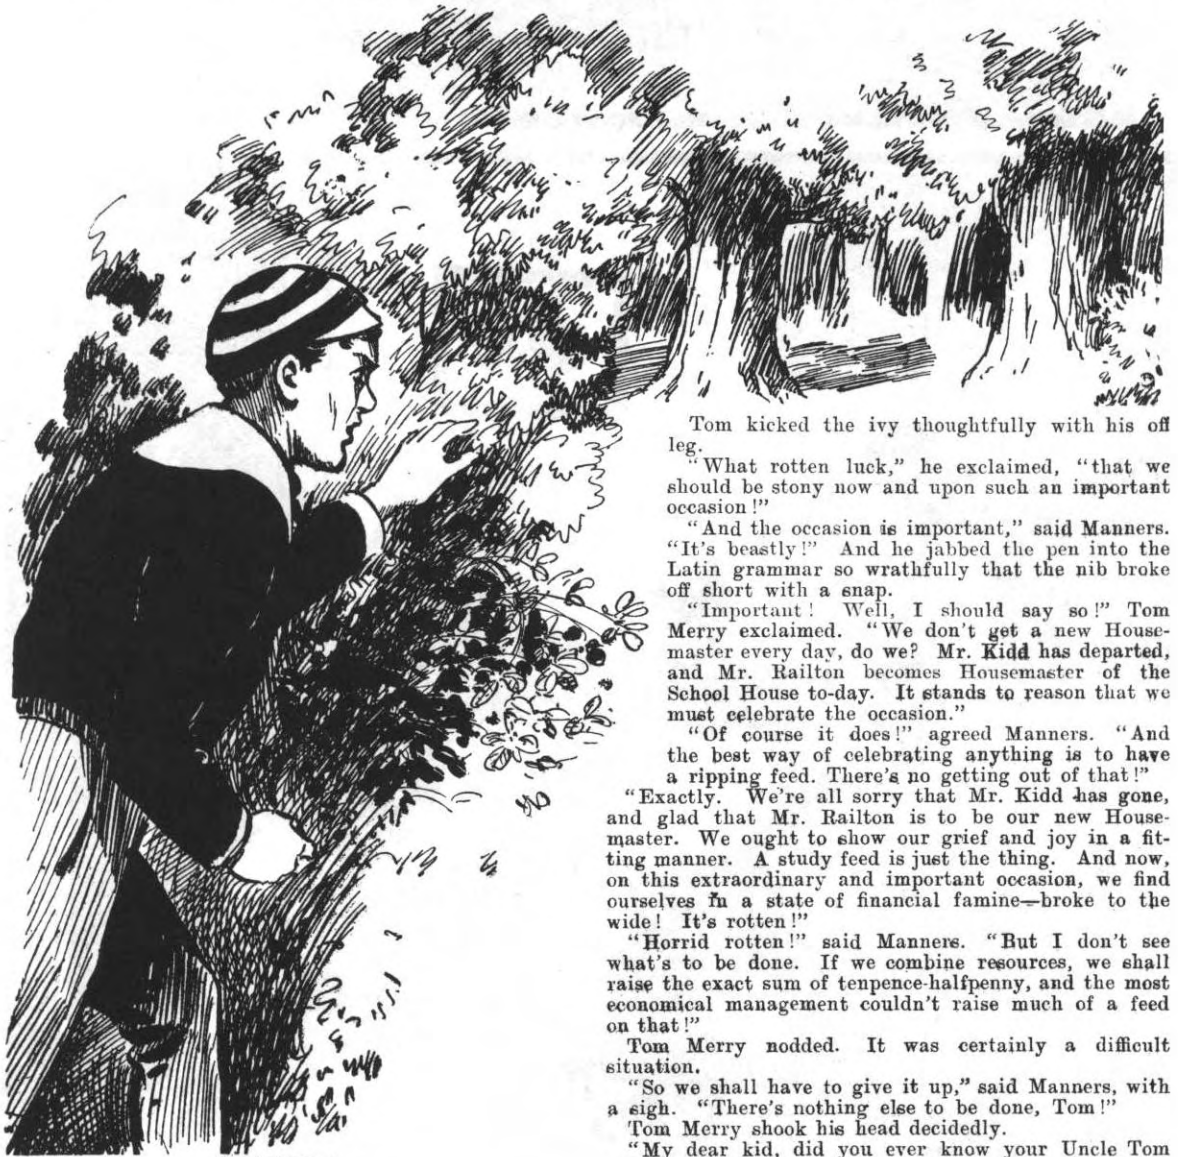 Tom kicked the ivy thoughtfully with his off
leg.
"What rotten luck," he exclaimed, "that we
should be stony now and upon such an important
occasion!"
"And the occasion is important," said Manners.
"It's beastly!" And he jabbed the pen into the
Latin grammar so wrathfully that the nib broke
off short with a snap.
"Important! Well, I should say so!" Tom
Merry exclaimed. "We don't get a new House-
master every day, do we? Mr. Kidd has departed,
and Mr. Railton becomes Housemaster of the
School House to-day. It stands to reason that we
must celebrate the occasion."
"Of course it does!" agreed Manners. "And
the best way of celebrating anything is to have
a ripping feed. There's no getting out of that!"
"Exactly. We're all sorry that Mr. Kidd has gone,
and glad that Mr. Railton is to be our new House-
master. We ought to show our grief and joy in a fit-
ting manner. A study feed is just the thing. And now,
on this extraordinary and important occasion, we find
ourselves in a state of financial famine—broke to the
wide! It's rotten!"
"Horrid rotten!" said Manners. "But I don't see
what's to be done. If we combine resources, we shall
raise the exact sum of tenpence-halfpenny, and the most
economical management couldn't raise much of a feed
on that!"
Tom Merry nodded. It was certainly a difficult
situation.
"So we shall have to give it up," said Manners, with
a sigh. "There's nothing else to be done, Tom!"
Tom Merry shook his head decidedly.
"My dear kid, did you ever know your Uncle Tom